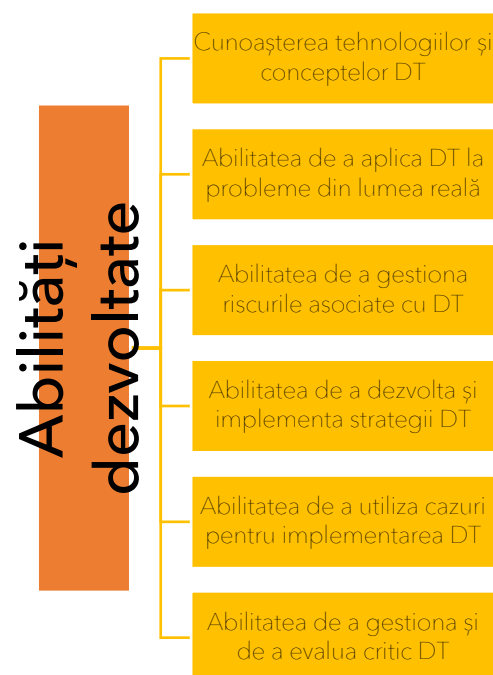 Abilități
dezvoltate
Cunoașterea tehnologiilor și
conceptelor DT
Abilitatea de a aplica DT la
probleme din lumea reală
Abilitatea de a gestiona
riscurile asociate cu DT
Abilitatea de a dezvolta și
implementa strategii DT
Abilitatea de a utiliza cazuri
pentru implementarea DT
Abilitatea de a gestiona și
de a evalua critic DT